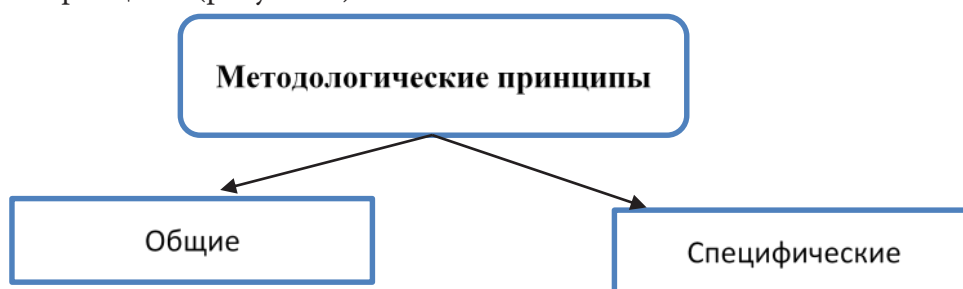 Методологические принципы
Общие
Специфические